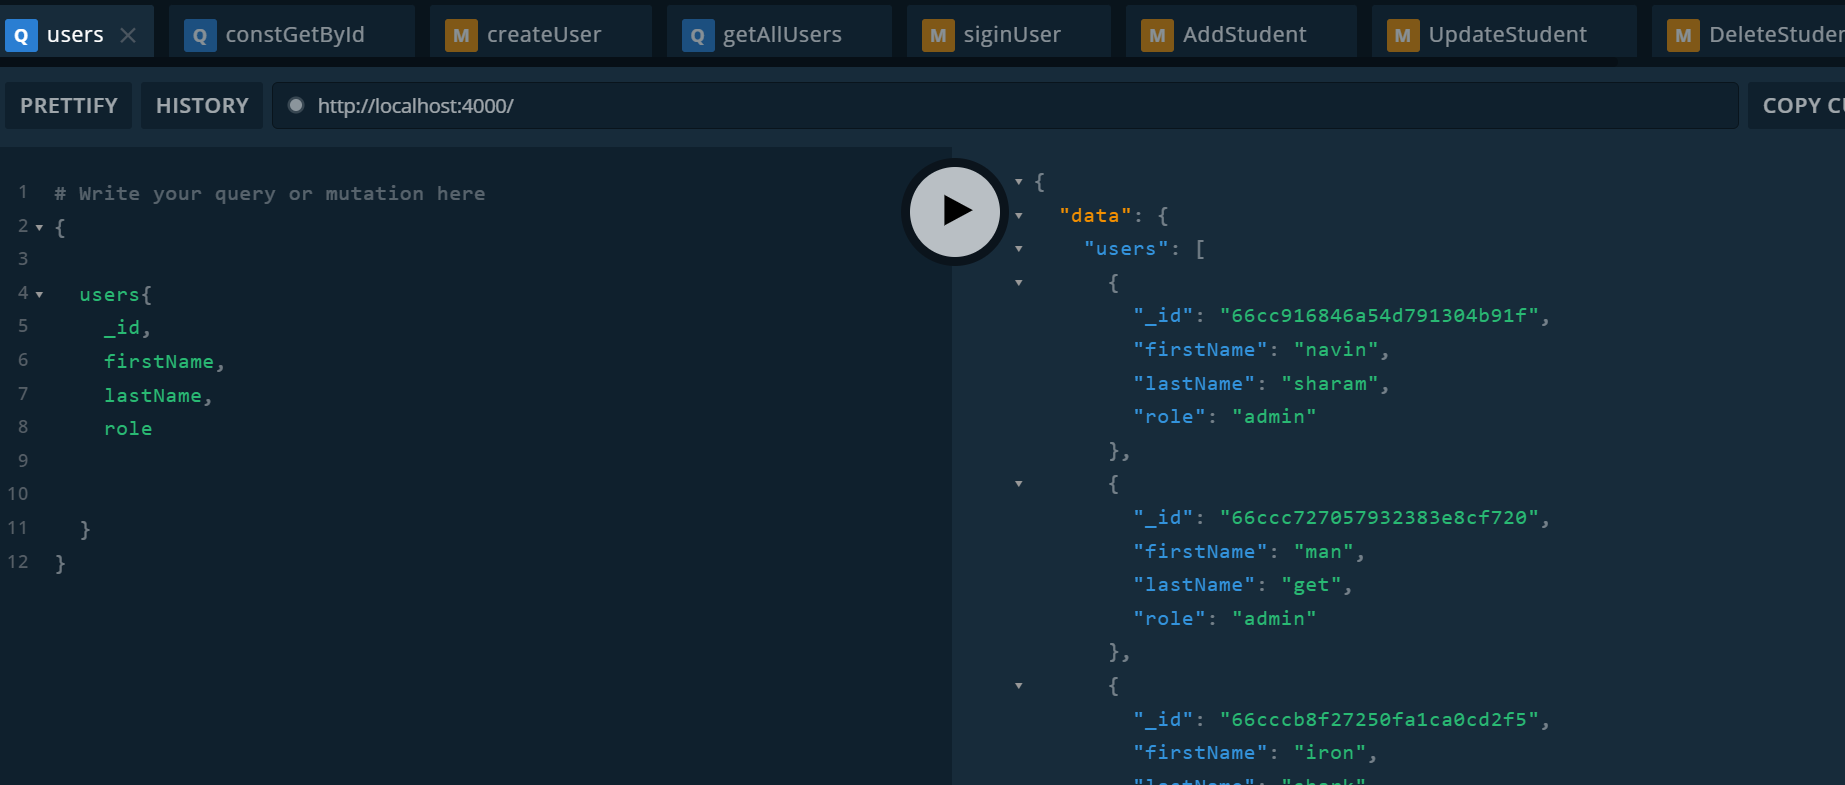 Q users × Q constGetById M createUser Q getAllUsers M siginUser M AddStudent M UpdateStudent M DeleteStuden
PRETTIFY HISTORY http://localhost:4000/ COPY CU
1 # Write your query or mutation here
2 {
3
4 users{
5 _id,
6 firstName,
7 lastName,
8 role
9
10
11 }
12 }
{
"data": {
"users": [
{
"_id": "66cc916846a54d791304b91f",
"firstName": "navin",
"lastName": "sharam",
"role": "admin"
},
{
"_id": "66ccc727057932383e8cf720",
"firstName": "man",
"lastName": "get",
"role": "admin"
},
{
"_id": "66cccb8f27250fa1ca0cd2f5",
"firstName": "iron",
"lastName":